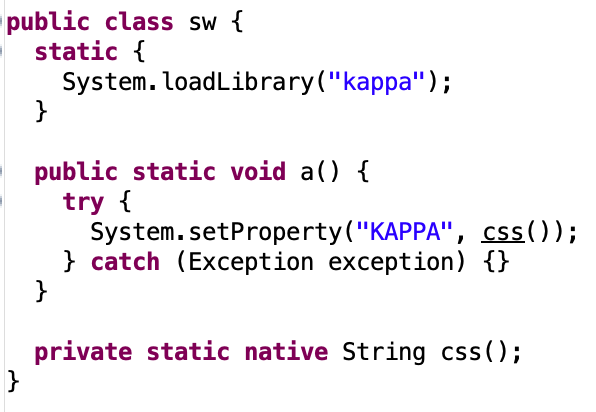 public class sw {
  static {
    System.loadLibrary("kappa");
  }

  public static void a() {
    try {
      System.setProperty("KAPPA", css());
    } catch (Exception exception) {}
  }

  private static native String css();
}